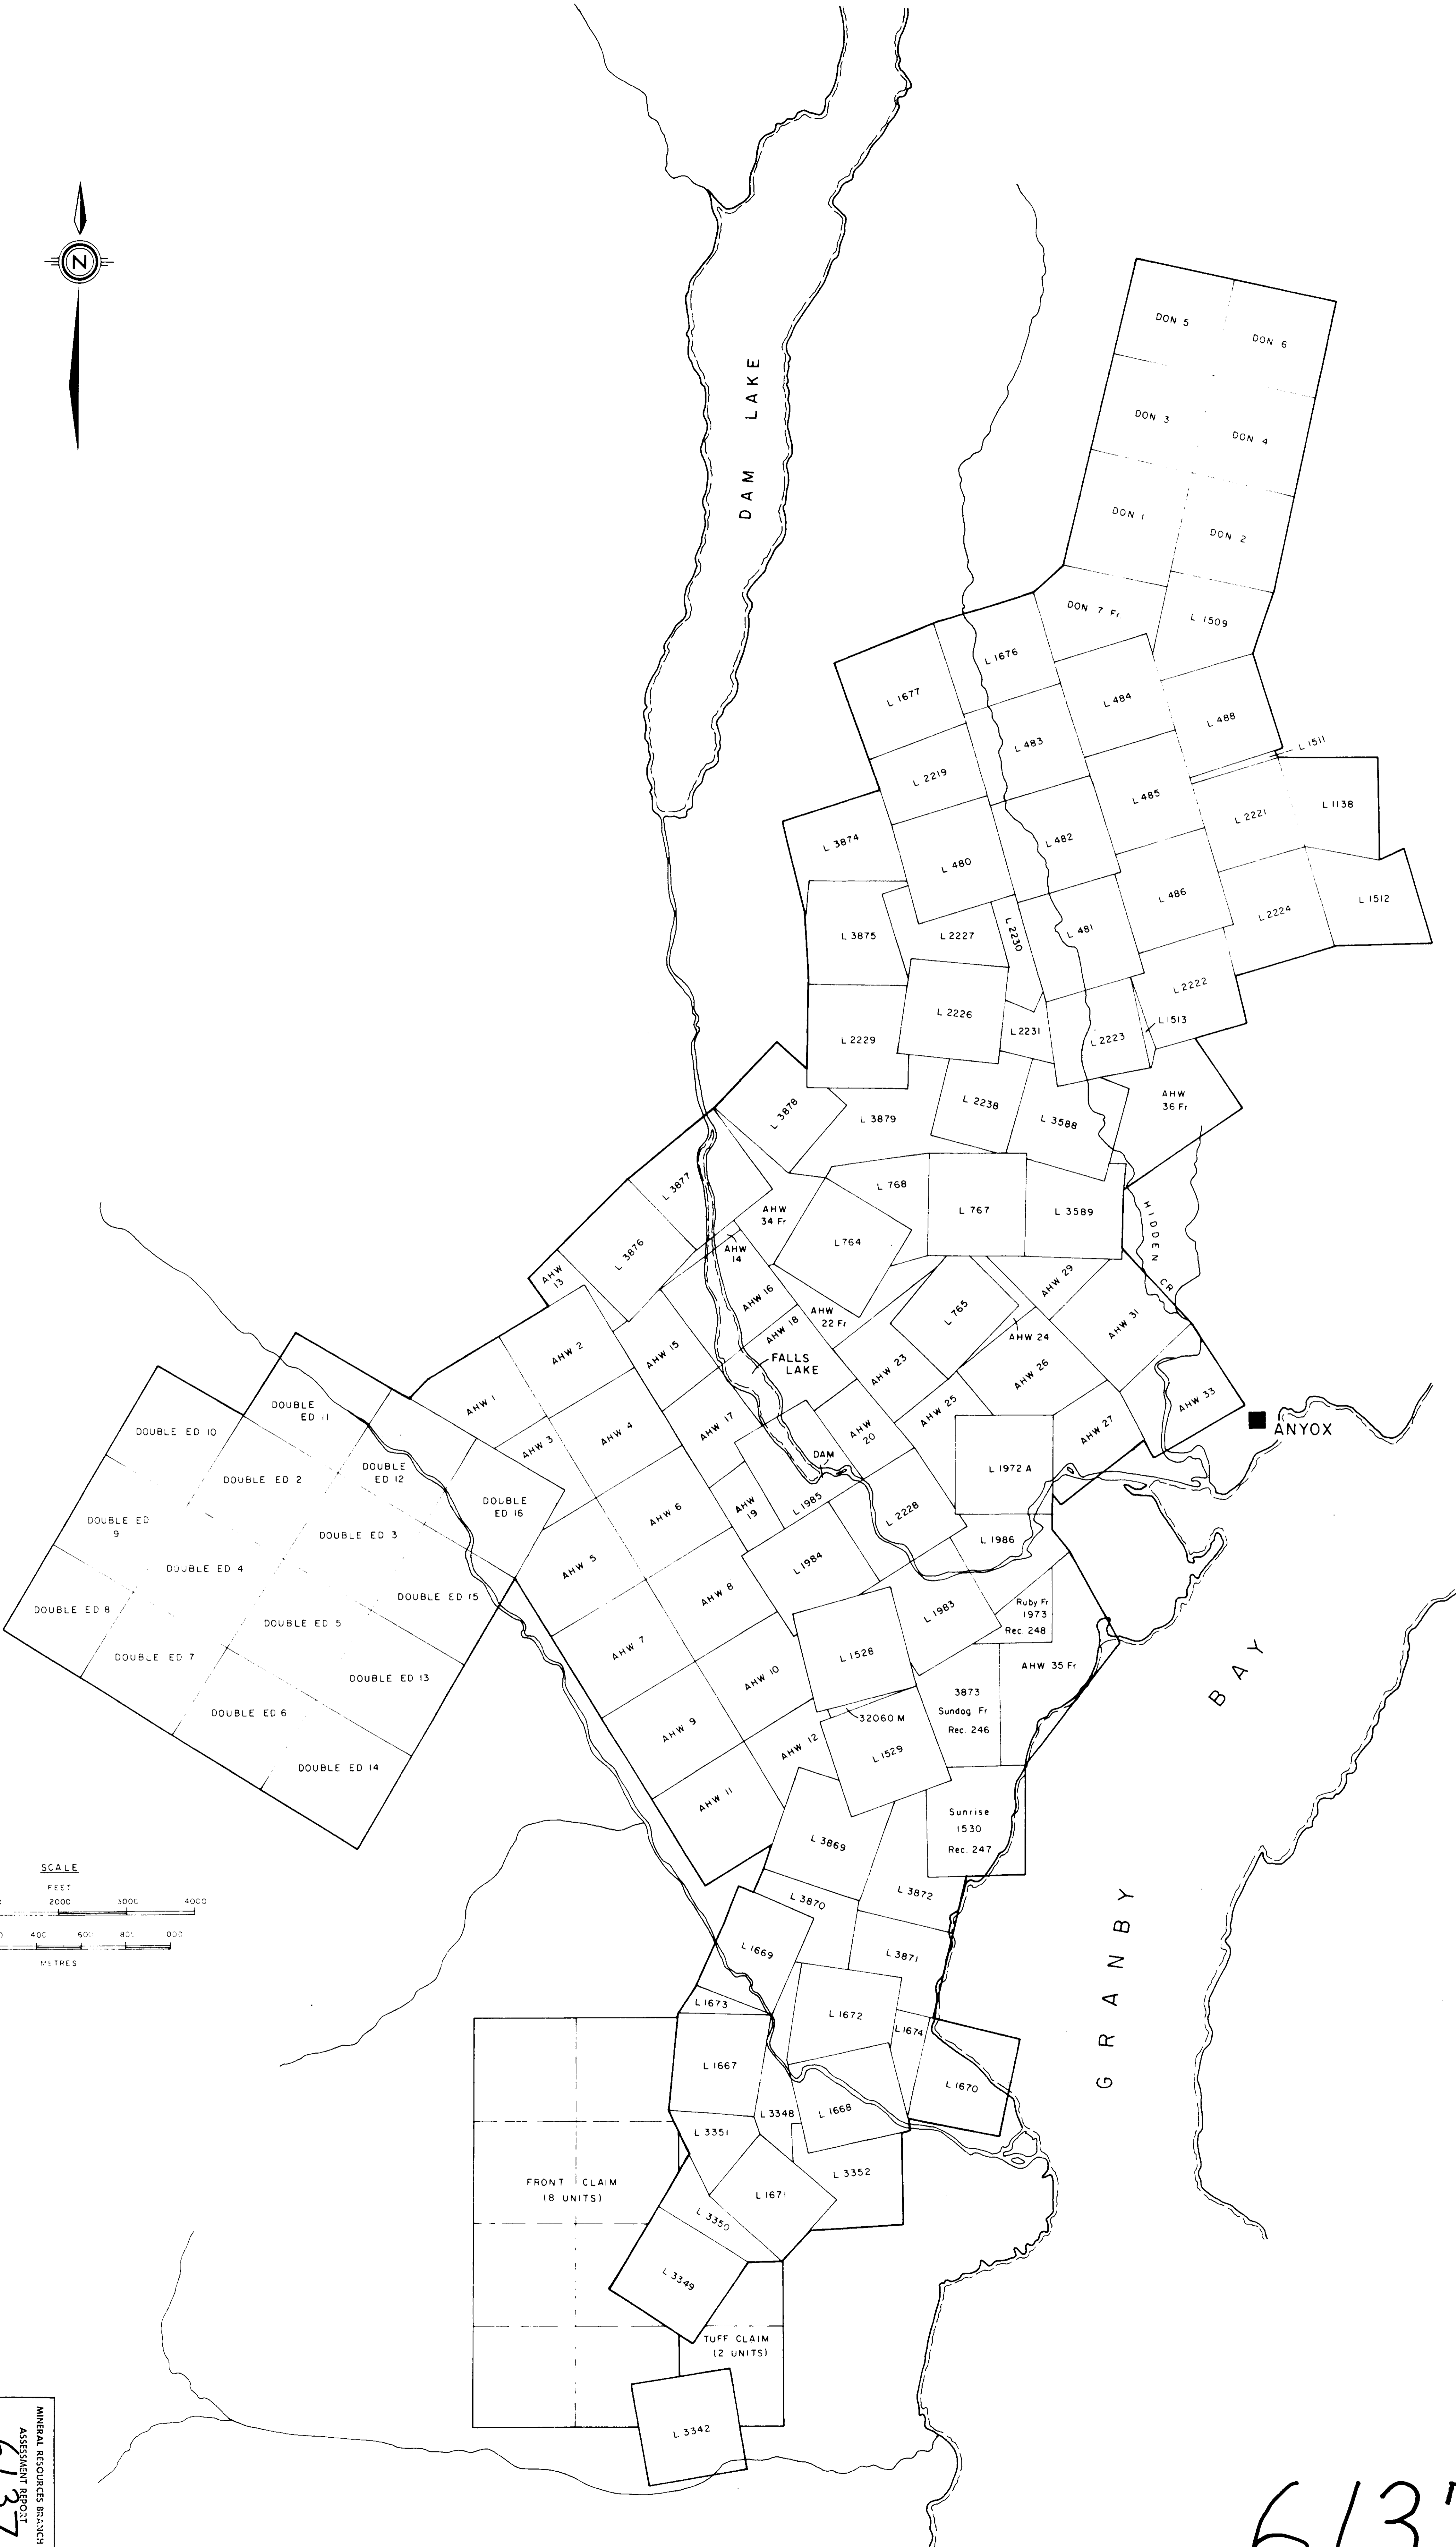 N
DAM LAKE
DON 5
DON 6
DON 3
DON 4
DON 1
DON 2
DON 7 Fr
L 1509
L 1676
L 1677
L 484
L 488
L 483
L 1511
L 2219
L 485
L 1138
L 2221
L 3874
L 482
L 480
L 486
L 1512
L 2224
L 3875
L 2227
L 2230
L 481
L 2222
L 2226
L 1513
L 2229
L 2231
L 2223
L 3878
L 3879
L 2238
L 3588
AHW
36 Fr
L 3877
L 768
AHW
34 Fr
L 767
L 3589
HIDDEN
CR
L 3876
AHW
14
L 764
AHW
13
AHW 16
AHW 29
AHW
22 Fr
L 765
AHW 18
AHW 31
AHW 2
AHW 15
AHW 24
FALLS
LAKE
AHW 23
AHW 26
AHW 1
AHW 33
DOUBLE
ED 11
AHW 25
ANYOX
DOUBLE ED 10
AHW 3
AHW 4
AHW 17
AHW
20
AHW 27
DAM
DOUBLE ED 2
DOUBLE
ED 12
L 1972 A
DOUBLE
ED 16
AHW 6
AHW
19
L 1985
L 2228
DOUBLE ED
9
DOUBLE ED 3
L 1986
DOUBLE ED 4
AHW 5
L 1984
DOUBLE ED 15
AHW 8
Ruby Fr
1973
Rec. 248
L 1983
DOUBLE ED 8
DOUBLE ED 5
DOUBLE ED 7
AHW 7
L 1528
AHW 35 Fr.
DOUBLE ED 13
AHW 10
3873
Sundog Fr
Rec. 246
DOUBLE ED 6
AHW 9
32060 M
AHW 12
L 1529
DOUBLE ED 14
AHW 11
Sunrise
1530
Rec. 247
GRANBY BAY
L 3869
SCALE
FEET
2000 3000 4000
400 600
METRES
L 3870
L 3872
L 1669
L 3871
L 1673
L 1672
L 1674
L 1667
L 1670
L 3348
L 1668
L 3351
L 3352
FRONT CLAIM
(8 UNITS)
L 1671
L 3350
L 3349
TUFF CLAIM
(2 UNITS)
L 3342
MINERAL RESOURCES BRANCH
ASSESSMENT REPORT
6137
613